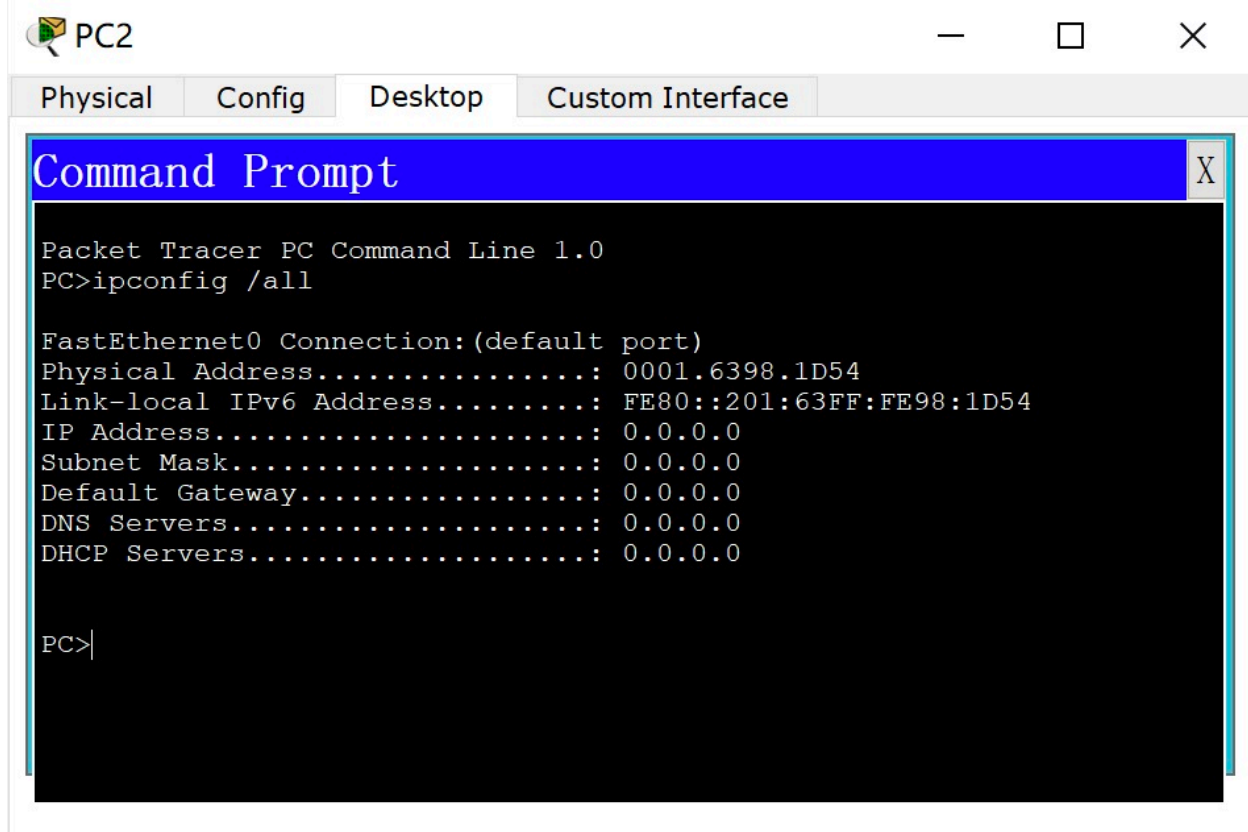 PC2
Physical Config Desktop Custom Interface
Command Prompt X
Packet Tracer PC Command Line 1.0
PC>ipconfig /all
FastEthernet0 Connection:(default port)
Physical Address................: 0001.6398.1D54
Link-local IPv6 Address.........: FE80::201:63FF:FE98:1D54
IP Address......................: 0.0.0.0
Subnet Mask.....................: 0.0.0.0
Default Gateway.................: 0.0.0.0
DNS Servers.....................: 0.0.0.0
DHCP Servers....................: 0.0.0.0
PC>